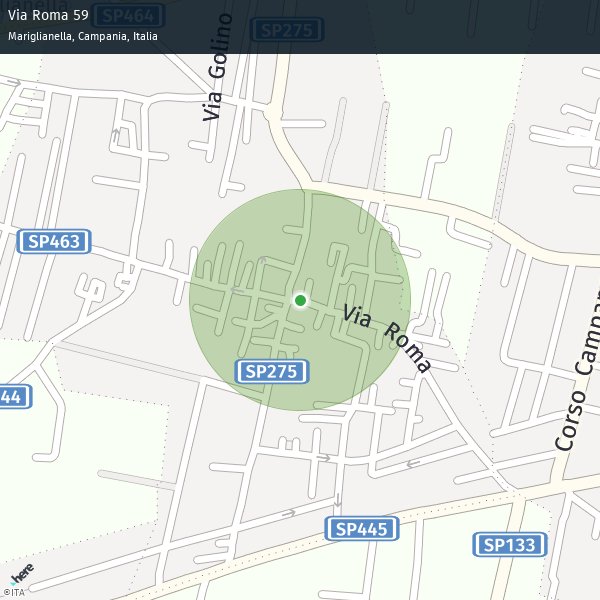 Via Roma 59
Mariglianella, Campania, Italia
SP464
SP275
Via Golino
SP463
Via Roma
SP275
44
Corso Campan
SP445
SP133
here
©ITA